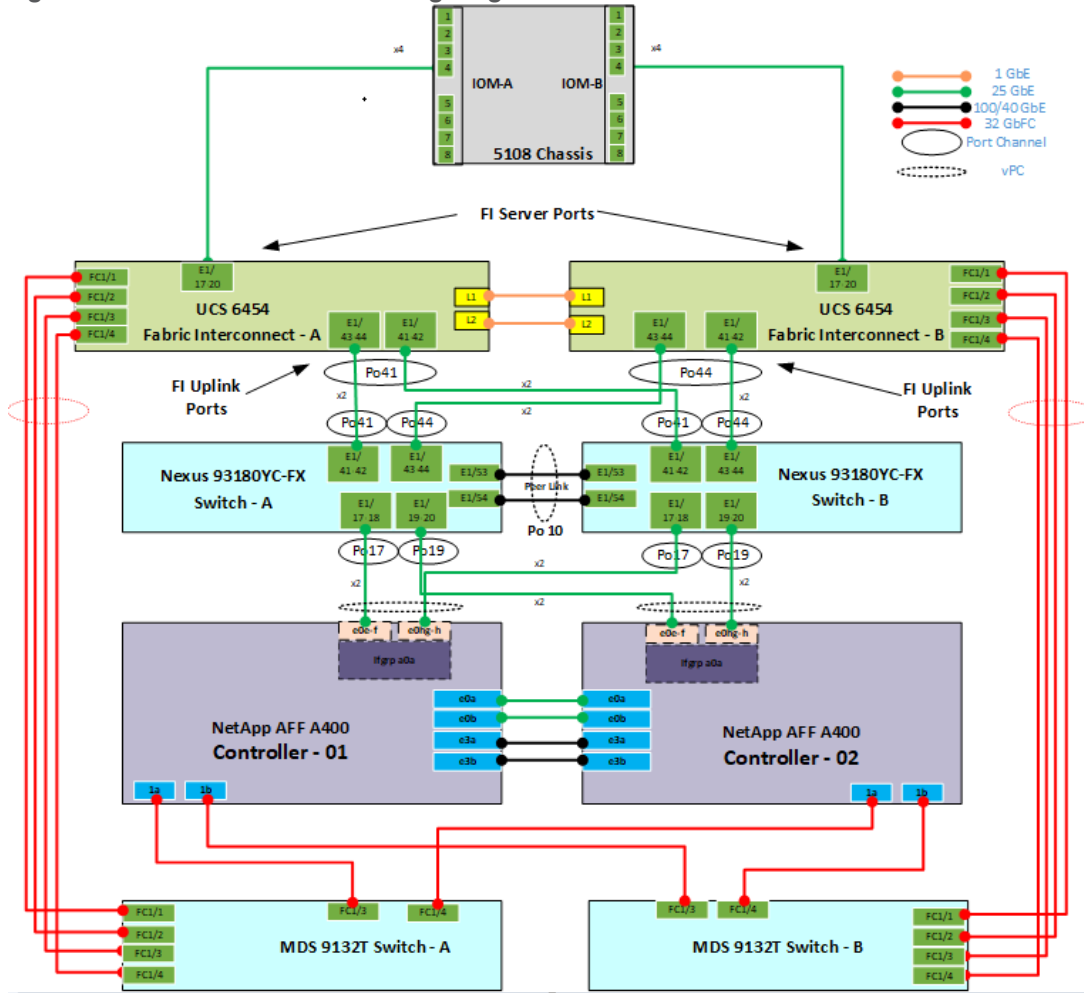 1
2
3
4
5
6
7
8
IOM-A
1
2
3
4
5
6
7
8
IOM-B
5108 Chassis
x4
x4
1 GbE
25 GbE
100/40 GbE
32 GbFC
Port Channel
vPC
FI Server Ports
FC1/1
FC1/2
FC1/3
FC1/4
E1/
17-20
UCS 6454
Fabric Interconnect - A
E1/
43-44
E1/
41-42
L1
L2
L1
L2
E1/
17-20
UCS 6454
Fabric Interconnect - B
E1/
43-44
E1/
41-42
FC1/1
FC1/2
FC1/3
FC1/4
FI Uplink
Ports
Po41
x2
x2
x2
Po44
x2
FI Uplink
Ports
Po41
Po44
Po41
Po44
Nexus 93180YC-FX
Switch - A
E1/
41-42
E1/
43-44
E1/53
E1/54
E1/
17-18
E1/
19-20
Peer Link
Po 10
E1/53
E1/54
E1/
41-42
E1/
43-44
E1/
17-18
E1/
19-20
Nexus 93180YC-FX
Switch - B
Po17
Po19
Po17
Po19
x2
x2
x2
x2
e0e-f
e0hg-h
Ifgrp a0a
e0e-f
e0hg-h
Ifgrp a0a
NetApp AFF A400
Controller - 01
e0a
e0b
e3a
e3b
e0a
e0b
e3a
e3b
NetApp AFF A400
Controller - 02
1a
1b
1a
1b
FC1/1
FC1/2
FC1/3
FC1/4
FC1/3
FC1/4
MDS 9132T Switch - A
FC1/3
FC1/4
MDS 9132T Switch - B
FC1/1
FC1/2
FC1/3
FC1/4